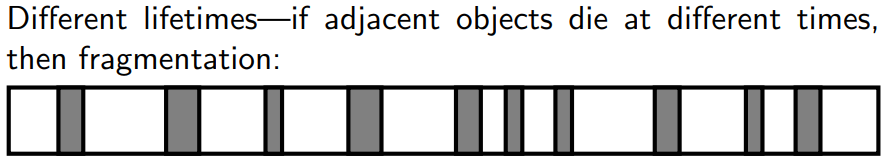 Different lifetimes—if adjacent objects die at different times,
then fragmentation: